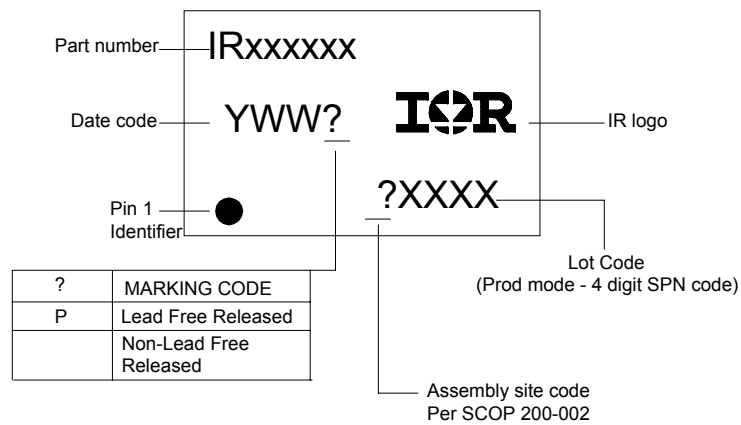 Part number
IRxxxxxx
Date code
YWW?
IOR
IR logo
Pin 1
Identifier
?XXXX
Lot Code
(Prod mode - 4 digit SPN code)
? MARKING CODE
P Lead Free Released
Non-Lead Free
Released
Assembly site code
Per SCOP 200-002